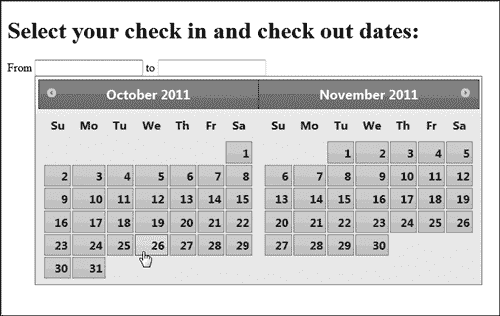 Select your check in and check out dates:
From to
October 2011 November 2011
Su Mo Tu We Th Fr Sa Su Mo Tu We Th Fr Sa
1 1 2 3 4 5
2 3 4 5 6 7 8 6 7 8 9 10 11 12
9 10 11 12 13 14 15 13 14 15 16 17 18 19
16 17 18 19 20 21 22 20 21 22 23 24 25 26
23 24 25 26 27 28 29 27 28 29 30
30 31